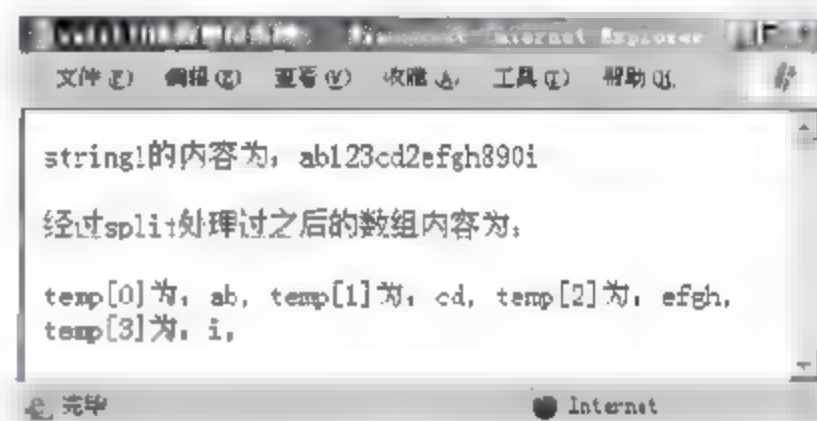 Microsoft Internet Explorer
文件(F) 编辑(E) 查看(V) 收藏(A) 工具(T) 帮助(H)
string1的内容为：ab123cd2efgh890i
经过split处理过之后的数组内容为：
temp[0]为：ab, temp[1]为：cd, temp[2]为：efgh,
temp[3]为：i,
完毕 Internet